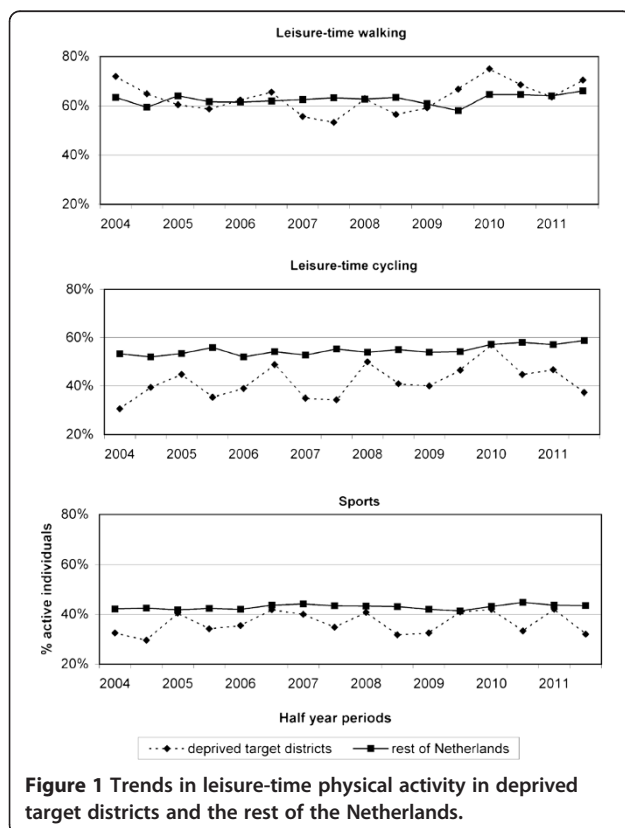 Leisure-time walking
80%
60%
40%
20%
2004 2005 2006 2007 2008 2009 2010 2011
Leisure-time cycling
80%
60%
40%
20%
2004 2005 2006 2007 2008 2009 2010 2011
Sports
80%
60%
40%
20%
% active individuals
2004 2005 2006 2007 2008 2009 2010 2011
Half year periods
deprived target districts rest of Netherlands
Figure 1 Trends in leisure-time physical activity in deprived
target districts and the rest of the Netherlands.